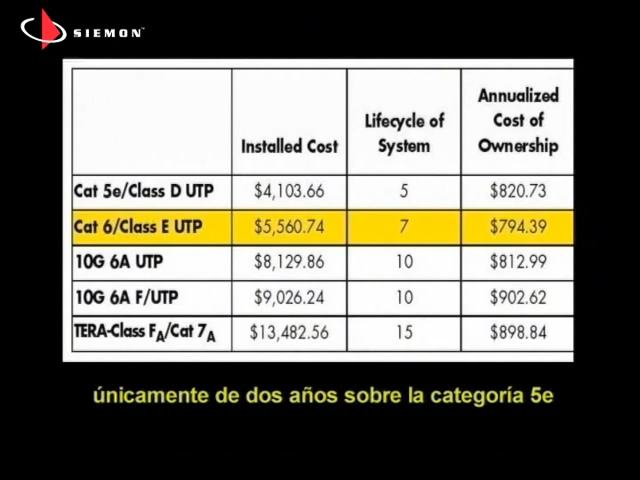 SIEMON™
Installed Cost Lifecycle of System Annualized Cost of Ownership
Cat 5e/Class D UTP $4,103.66 5 $820.73
Cat 6/Class E UTP $5,560.74 7 $794.39
10G 6A UTP $8,129.86 10 $812.99
10G 6A F/UTP $9,026.24 10 $902.62
TERA-Class FA/Cat 7A $13,482.56 15 $898.84
únicamente de dos años sobre la categoría 5e